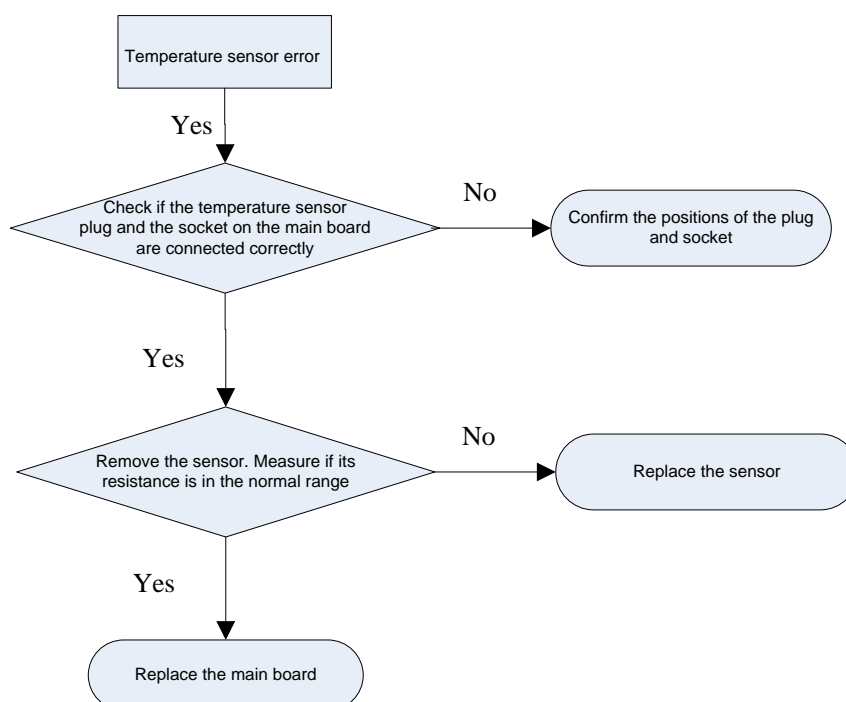 Temperature sensor error
Yes
Check if the temperature sensor
plug and the socket on the main board
are connected correctly
No
Confirm the positions of the plug
and socket
Yes
Remove the sensor. Measure if its
resistance is in the normal range
No
Replace the sensor
Yes
Replace the main board